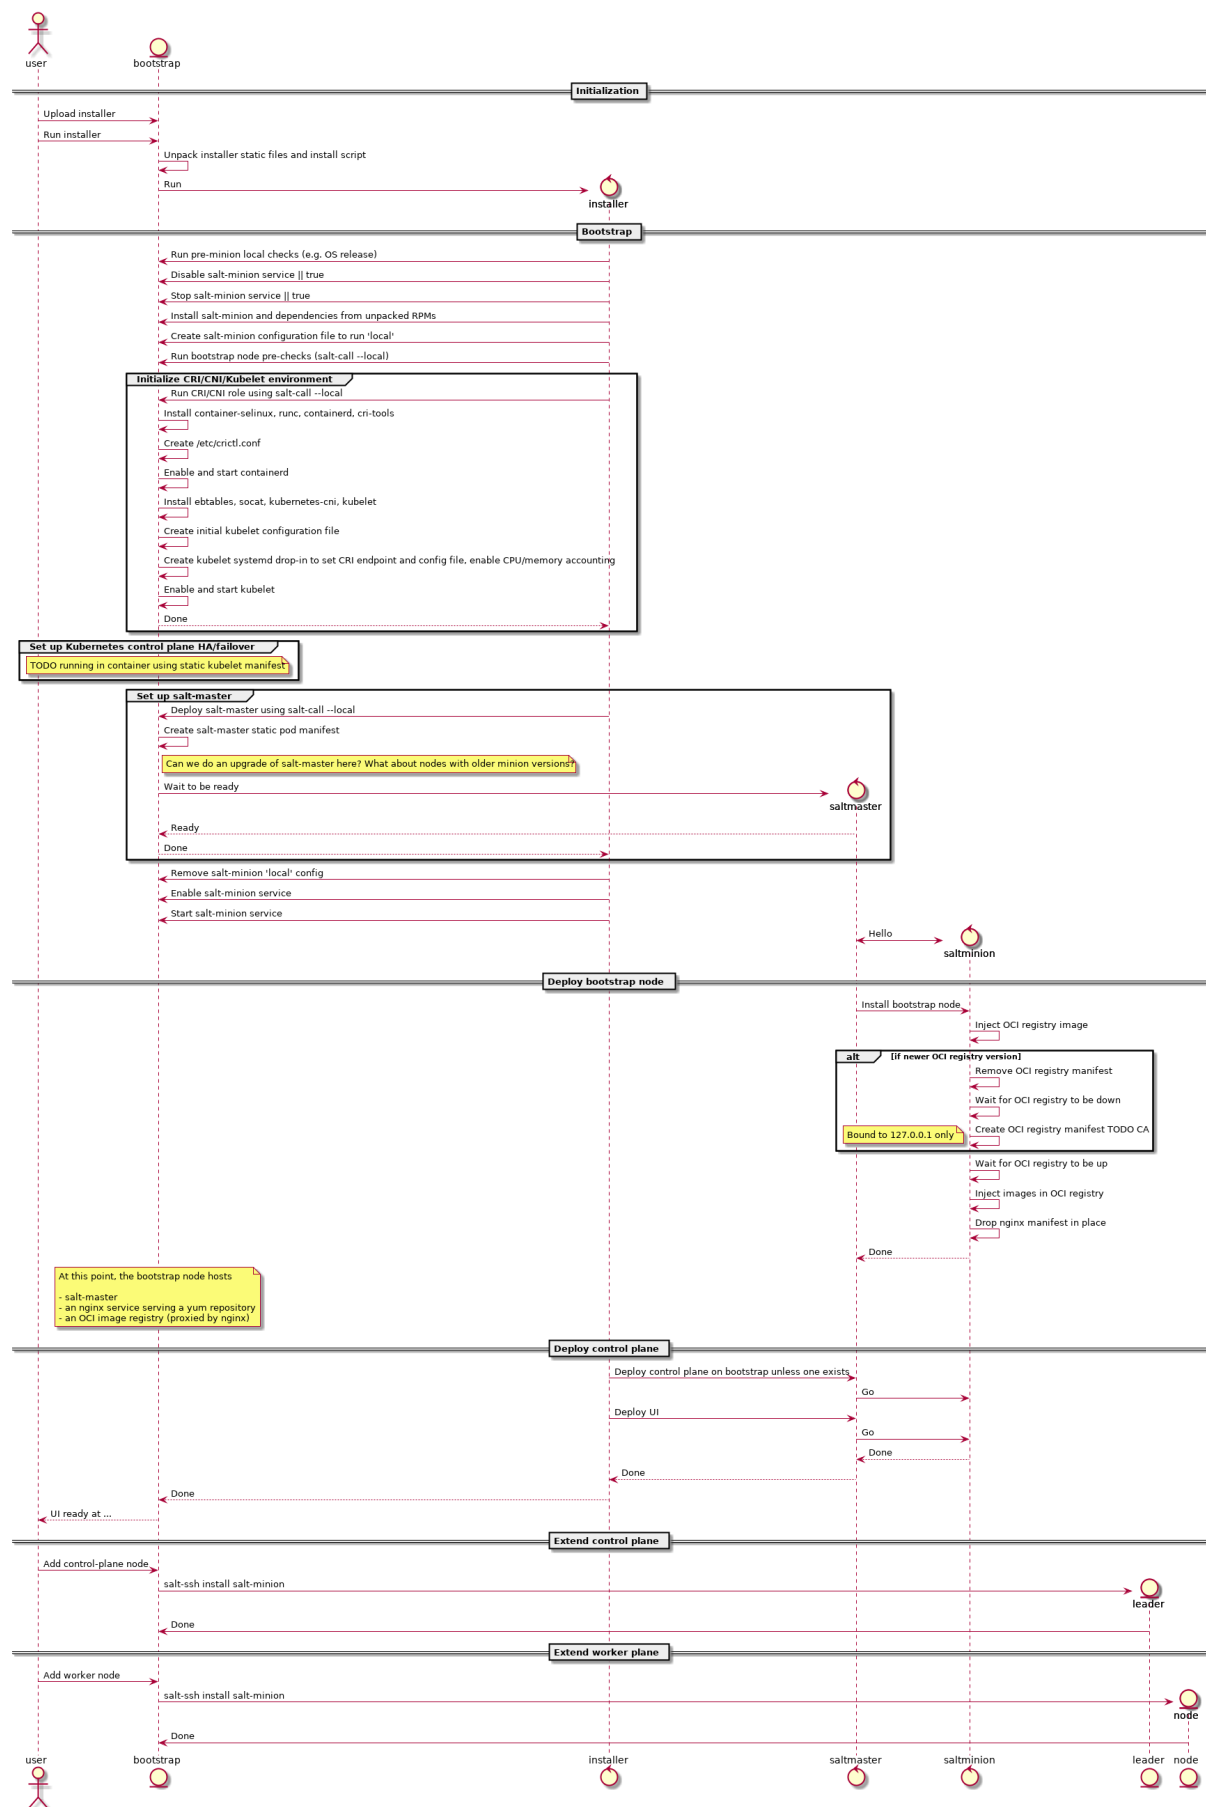 user
bootstrap
Initialization
Upload installer
Run installer
Unpack installer static files and install script
Run
installer
Bootstrap
Run pre-minion local checks (e.g. OS release)
Disable salt-minion service || true
Stop salt-minion service || true
Install salt-minion and dependencies from unpacked RPMs
Create salt-minion configuration file to run 'local'
Run bootstrap node pre-checks (salt-call --local)
Initialize CRI/CNI/Kubelet environment
Run CRI/CNI role using salt-call --local
Install container-selinux, runc, containerd, cri-tools
Create /etc/crictl.conf
Enable and start containerd
Install ebtables, socat, kubernetes-cni, kubelet
Create initial kubelet configuration file
Create kubelet systemd drop-in to set CRI endpoint and config file, enable CPU/memory accounting
Enable and start kubelet
Done
Set up Kubernetes control plane HA/failover
TODO running in container using static kubelet manifest
Set up salt-master
Deploy salt-master using salt-call --local
Create salt-master static pod manifest
Can we do an upgrade of salt-master here? What about nodes with older minion versions?
Wait to be ready
saltmaster
Ready
Done
Remove salt-minion 'local' config
Enable salt-minion service
Start salt-minion service
Hello
saltminion
Deploy bootstrap node
Install bootstrap node
Inject OCI registry image
alt [if newer OCI registry version]
Remove OCI registry manifest
Wait for OCI registry to be down
Bound to 127.0.0.1 only
Create OCI registry manifest TODO CA
Wait for OCI registry to be up
Inject images in OCI registry
Drop nginx manifest in place
Done
At this point, the bootstrap node hosts
- salt-master
- an nginx service serving a yum repository
- an OCI image registry (proxied by nginx)
Deploy control plane
Deploy control plane on bootstrap unless one exists
Go
Deploy UI
Go
Done
Done
Done
UI ready at ...
Extend control plane
Add control-plane node
salt-ssh install salt-minion
leader
Done
Extend worker plane
Add worker node
salt-ssh install salt-minion
node
Done
user bootstrap installer saltmaster saltminion leader node